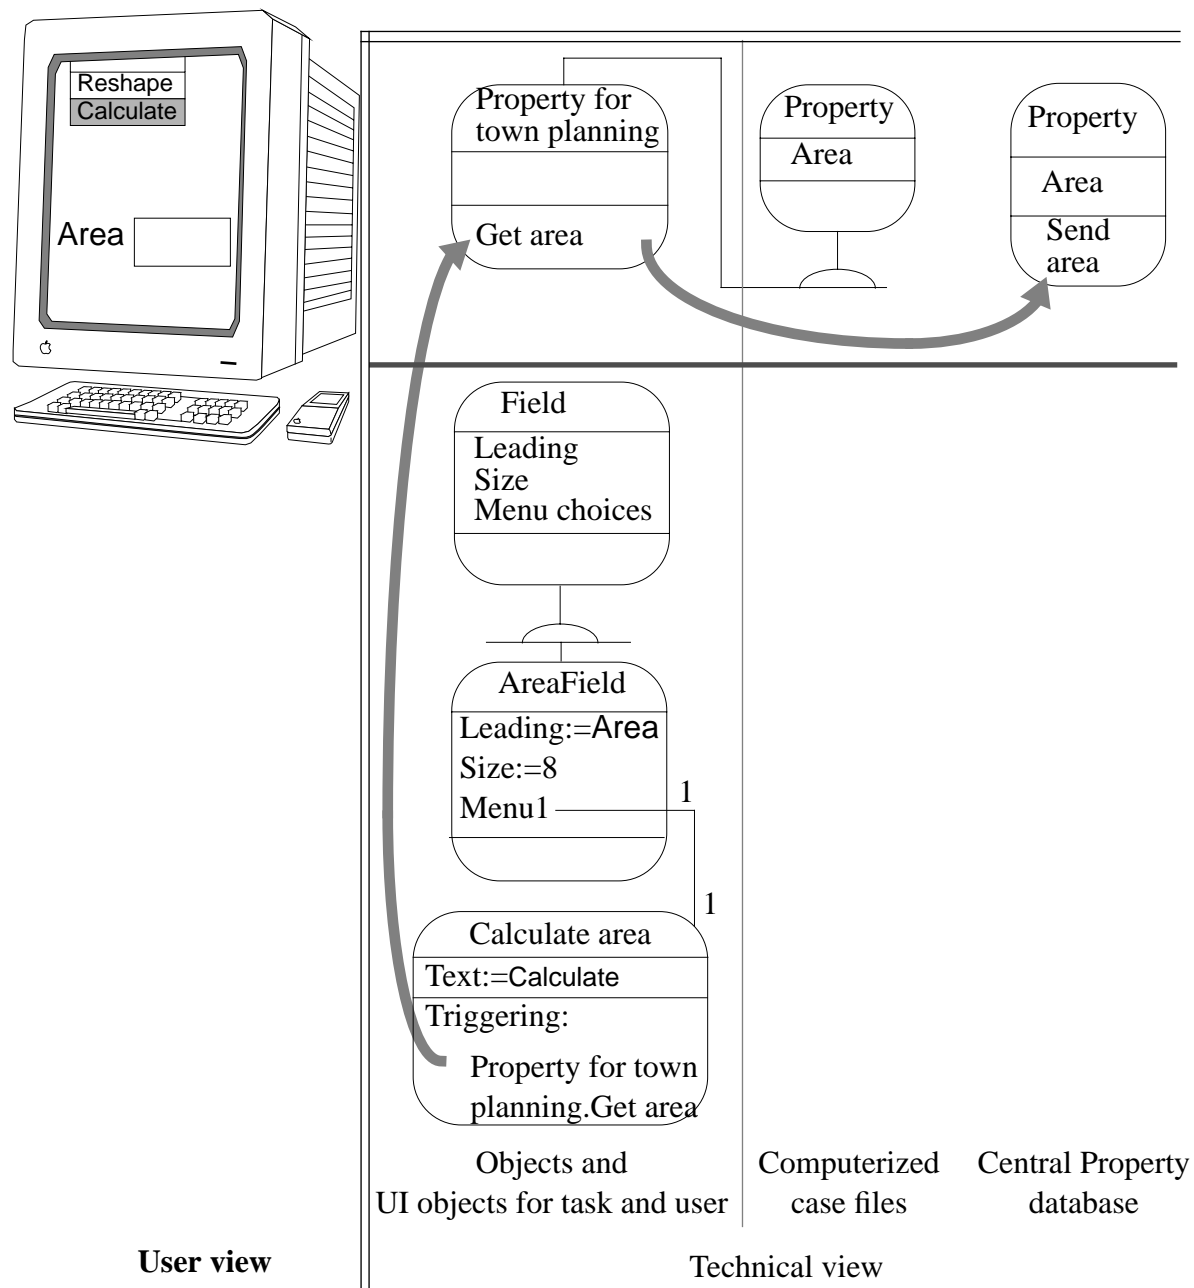 Reshape
Calculate
Area
Property for
town planning
Get area
Property
Area
Property
Area
Send
area
Field
Leading
Size
Menu choices
AreaField
Leading:=Area
Size:=8
Menu1
1
1
Calculate area
Text:=Calculate
Triggering:
Property for town
planning.Get area
Objects and
UI objects for task and user
Computerized
case files
Central Property
database
User view
Technical view